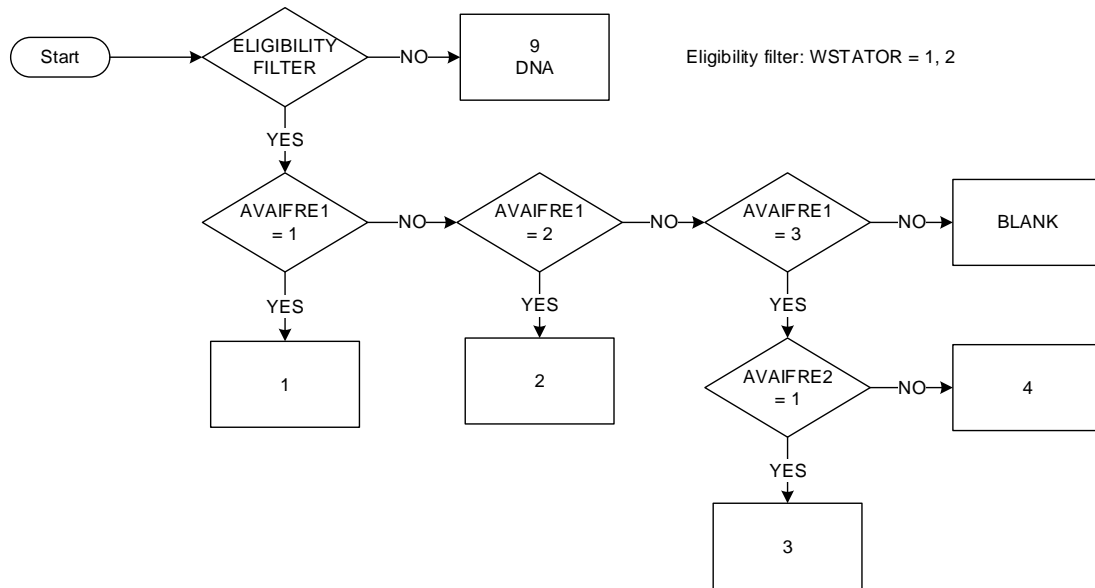 Start
ELIGIBILITY
FILTER
NO
9
DNA
Eligibility filter: WSTATOR = 1, 2
YES
AVAIFRE1
= 1
NO
AVAIFRE1
= 2
NO
AVAIFRE1
= 3
NO
BLANK
YES
YES
YES
1
2
AVAIFRE2
= 1
NO
4
YES
3